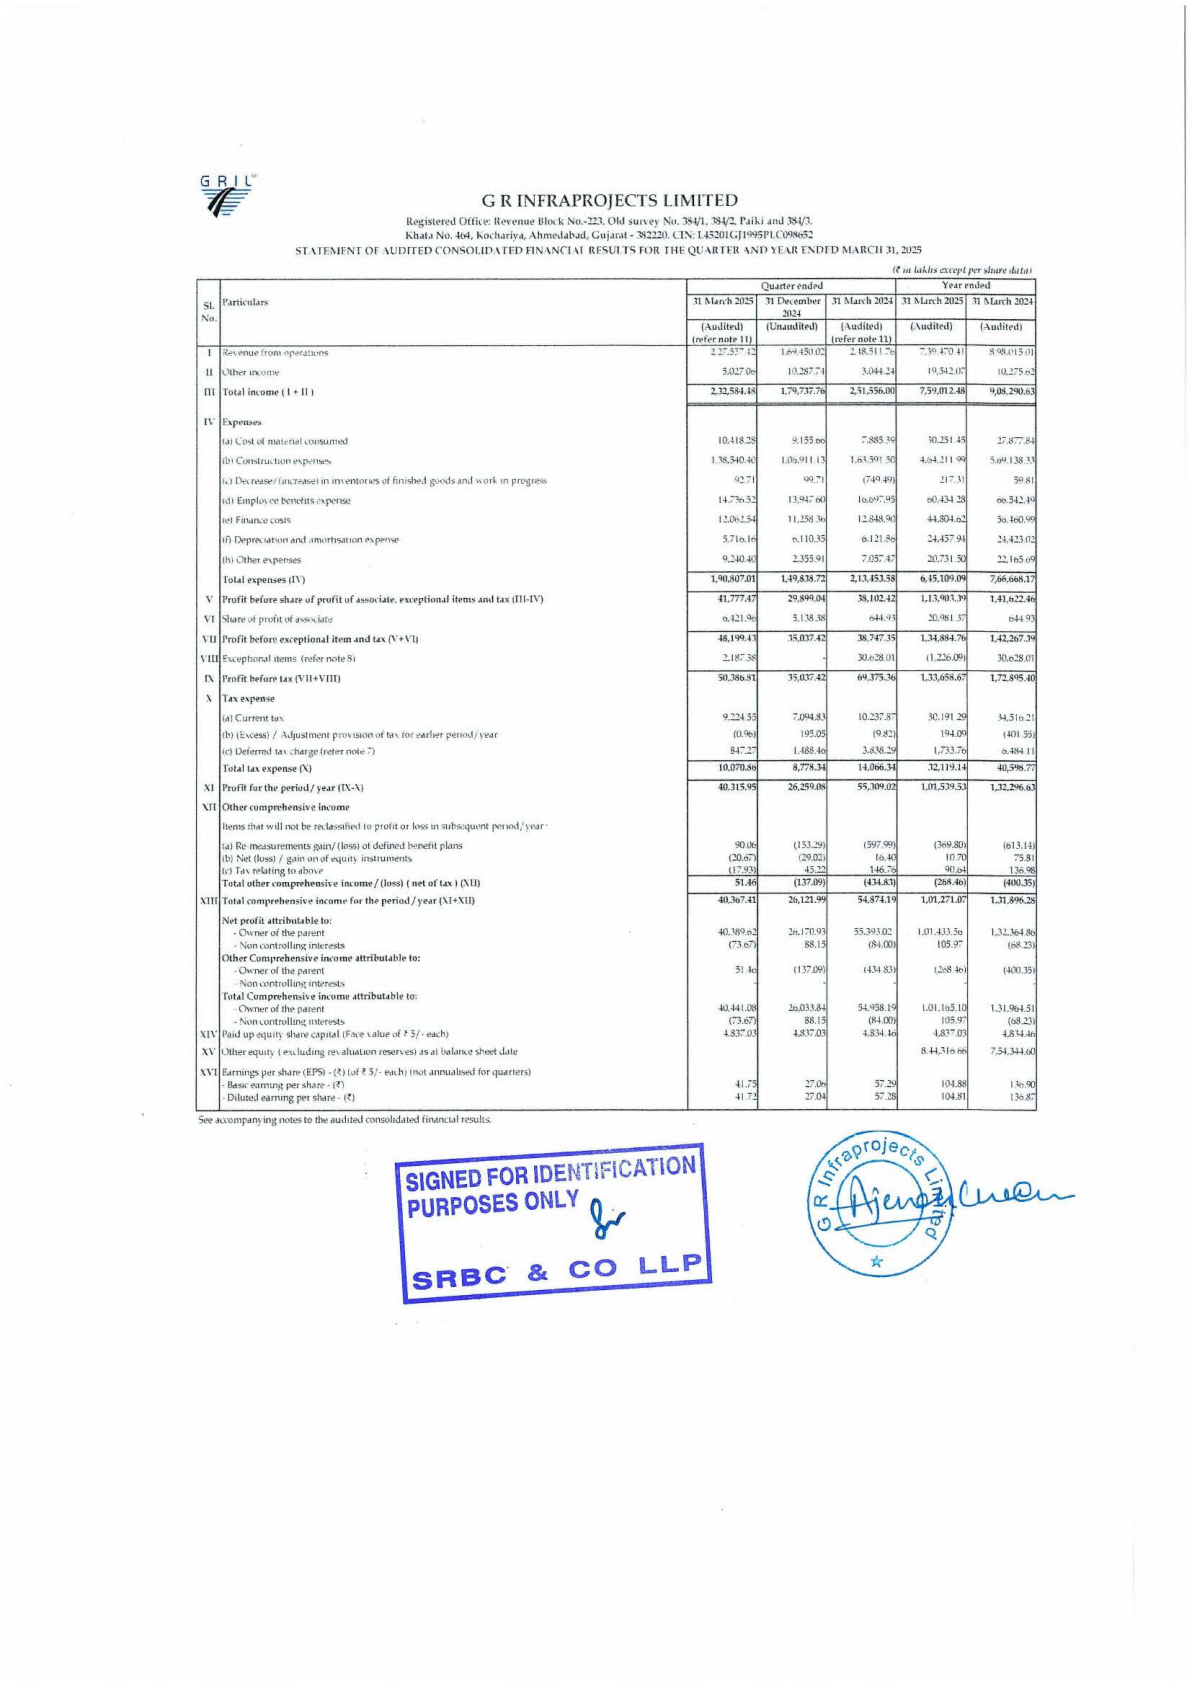 G R I L
G R INFRAPROJECTS LIMITED
Registered Office: Revenue Block No.-223, Old survey No. 384/1, 384/2, Paiki and 384/3,
Khata No. 464, Kochariya, Ahmedabad, Gujarat - 382220. CIN: L45201GJ1995PLC098652
STATEMENT OF AUDITED CONSOLIDATED FINANCIAL RESULTS FOR THE QUARTER AND YEAR ENDED MARCH 31, 2025
(₹ in lakhs except per share data)
Sl. No. Particulars Quarter ended Year ended
31 March 2025 31 December 2024 31 March 2024 31 March 2025 31 March 2024
(Audited) (Unaudited) (Audited) (Audited) (Audited)
(refer note 11) (refer note 11)
I Revenue from operations 2,27,557.42 1,69,450.02 2,48,511.76 7,39,470.41 8,98,015.01
II Other income 5,027.06 10,287.74 3,044.24 19,542.07 10,275.62
III Total income ( I + II ) 2,32,584.48 1,79,737.76 2,51,556.00 7,59,012.48 9,08,290.63
IV Expenses
(a) Cost of material consumed 10,418.28 9,155.66 7,885.39 30,251.45 27,877.84
(b) Construction expenses 1,38,540.40 1,06,911.13 1,63,591.50 4,64,211.99 5,69,138.33
(c) Decrease/(increase) in inventories of finished goods and work in progress 92.71 99.71 (749.49) 217.31 59.81
(d) Employee benefits expense 14,736.52 13,947.60 16,697.95 60,434.28 66,542.49
(e) Finance costs 12,062.54 11,258.36 12,848.90 44,804.62 56,460.99
(f) Depreciation and amortisation expense 5,716.16 6,110.35 6,121.86 24,457.94 24,423.02
(h) Other expenses 9,240.40 2,355.91 7,057.47 20,731.50 22,165.69
Total expenses (IV) 1,90,807.01 1,49,838.72 2,13,453.58 6,45,109.09 7,66,668.17
V Profit before share of profit of associate, exceptional items and tax (III-IV) 41,777.47 29,899.04 38,102.42 1,13,903.39 1,41,622.46
VI Share of profit of associate 6,421.96 5,138.38 644.93 20,981.37 644.93
VII Profit before exceptional item and tax (V+VI) 48,199.43 35,037.42 38,747.35 1,34,884.76 1,42,267.39
VIII Exceptional items (refer note 8) 2,187.38 - 30,628.01 (1,226.09) 30,628.01
IX Profit before tax (VII+VIII) 50,386.81 35,037.42 69,375.36 1,33,658.67 1,72,895.40
X Tax expense
(a) Current tax 9,224.55 7,094.83 10,237.87 30,191.29 34,516.21
(b) (Excess) / Adjustment provision of tax for earlier period/year (0.96) 195.05 (9.82) 194.09 (401.55)
(c) Deferred tax charge (refer note 7) 847.27 1,488.46 3,838.29 1,733.76 6,484.11
Total tax expense (X) 10,070.86 8,778.34 14,066.34 32,119.14 40,598.77
XI Profit for the period/ year (IX-X) 40,315.95 26,259.08 55,309.02 1,01,539.53 1,32,296.63
XII Other comprehensive income
Items that will not be reclassified to profit or loss in subsequent period/year :
(a) Re-measurements gain/ (loss) of defined benefit plans 90.06 (153.29) (597.99) (369.80) (613.14)
(b) Net (loss) / gain on of equity instruments (20.67) (29.02) 16.40 10.70 75.81
(c) Tax relating to above (17.93) 45.22 146.76 90.64 136.98
Total other comprehensive income / (loss) ( net of tax ) (XII) 51.46 (137.09) (434.83) (268.46) (400.35)
XIII Total comprehensive income for the period / year (XI+XII) 40,367.41 26,121.99 54,874.19 1,01,271.07 1,31,896.28
Net profit attributable to:
- Owner of the parent 40,389.62 26,170.93 55,393.02 1,01,433.56 1,32,364.86
- Non controlling interests (73.67) 88.15 (84.00) 105.97 (68.23)
Other Comprehensive income attributable to:
- Owner of the parent 51.46 (137.09) (434.83) (268.46) (400.35)
- Non controlling interests - - - - -
Total Comprehensive income attributable to:
- Owner of the parent 40,441.08 26,033.84 54,958.19 1,01,165.10 1,31,964.51
- Non controlling interests (73.67) 88.15 (84.00) 105.97 (68.23)
XIV Paid up equity share capital (Face value of ₹ 5/- each) 4,837.03 4,837.03 4,834.46 4,837.03 4,834.46
XV Other equity ( excluding revaluation reserves) as at balance sheet date 8,44,316.66 7,54,344.60
XVI Earnings per share (EPS) - (₹) (of ₹ 5/- each) (not annualised for quarters)
- Basic earning per share - (₹) 41.75 27.06 57.29 104.88 136.90
- Diluted earning per share - (₹) 41.72 27.04 57.28 104.81 136.87
See accompanying notes to the audited consolidated financial results.
SIGNED FOR IDENTIFICATION
PURPOSES ONLY
SRBC & CO LLP
G R Infraprojects Limited